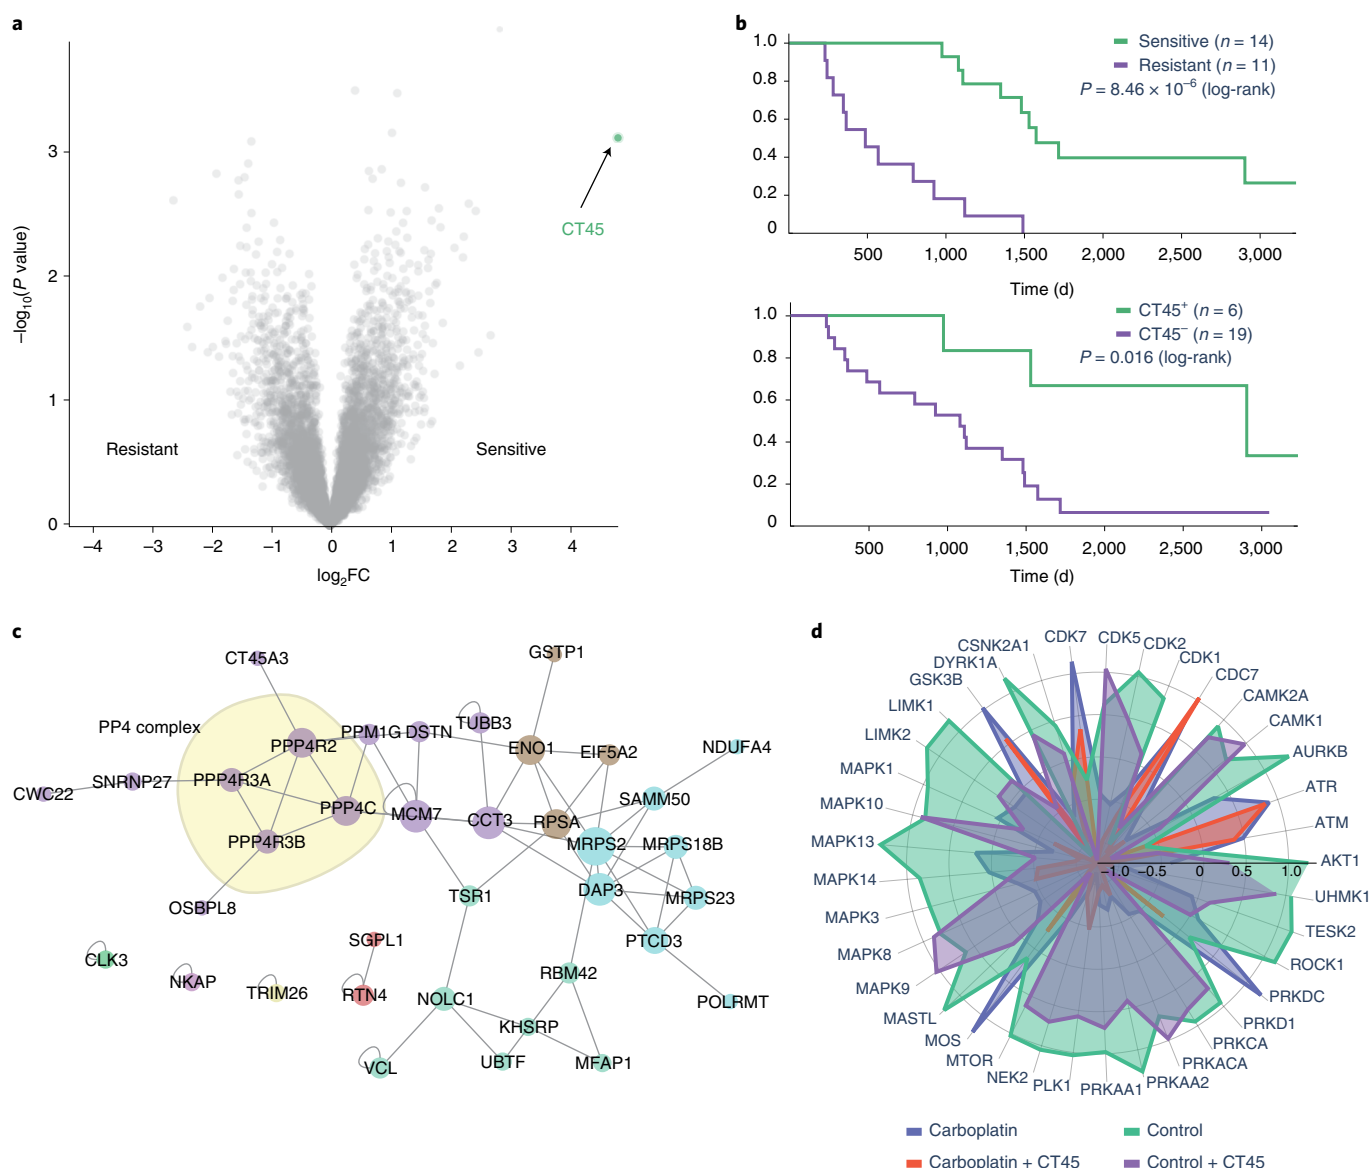 a
3
2
1
0
–log10(P value)
CT45
Resistant
Sensitive
–4 –3 –2 –1 0 1 2 3 4
log2FC
b
1.0
0.8
0.6
0.4
0.2
0
Sensitive (n = 14)
Resistant (n = 11)
P = 8.46 × 10–6 (log-rank)
500 1,000 1,500 2,000 2,500 3,000
Time (d)
1.0
0.8
0.6
0.4
0.2
0
CT45+ (n = 6)
CT45– (n = 19)
P = 0.016 (log-rank)
500 1,000 1,500 2,000 2,500 3,000
Time (d)
c
CT45A3
GSTP1
PP4 complex
PPP4R2
PPM1G
DSTN
TUBB3
ENO1
EIF5A2
NDUFA4
CWC22
SNRNP27
PPP4R3A
PPP4C
MCM7
CCT3
RPSA
SAMM50
PPP4R3B
MRPS2
MRPS18B
OSBPL8
TSR1
DAP3
MRPS23
PTCD3
SGPL1
CLK3
NKAP
TRIM26
RTN4
NOLC1
RBM42
POLRMT
KHSRP
VCL
UBTF
MFAP1
d
CDK7
CDK5
CDK2
CDK1
CDC7
CAMK2A
CAMK1
AURKB
ATR
ATM
AKT1
UHMK1
TESK2
ROCK1
PRKDC
PRKD1
PRKCA
PRKACA
PRKAA2
PRKAA1
PLK1
NEK2
MTOR
MOS
MASTL
MAPK9
MAPK8
MAPK3
MAPK14
MAPK13
MAPK10
MAPK1
LIMK2
LIMK1
GSK3B
DYRK1A
CSNK2A1
–1.0 –0.5 0 0.5 1.0
Carboplatin
Control
Carboplatin + CT45
Control + CT45